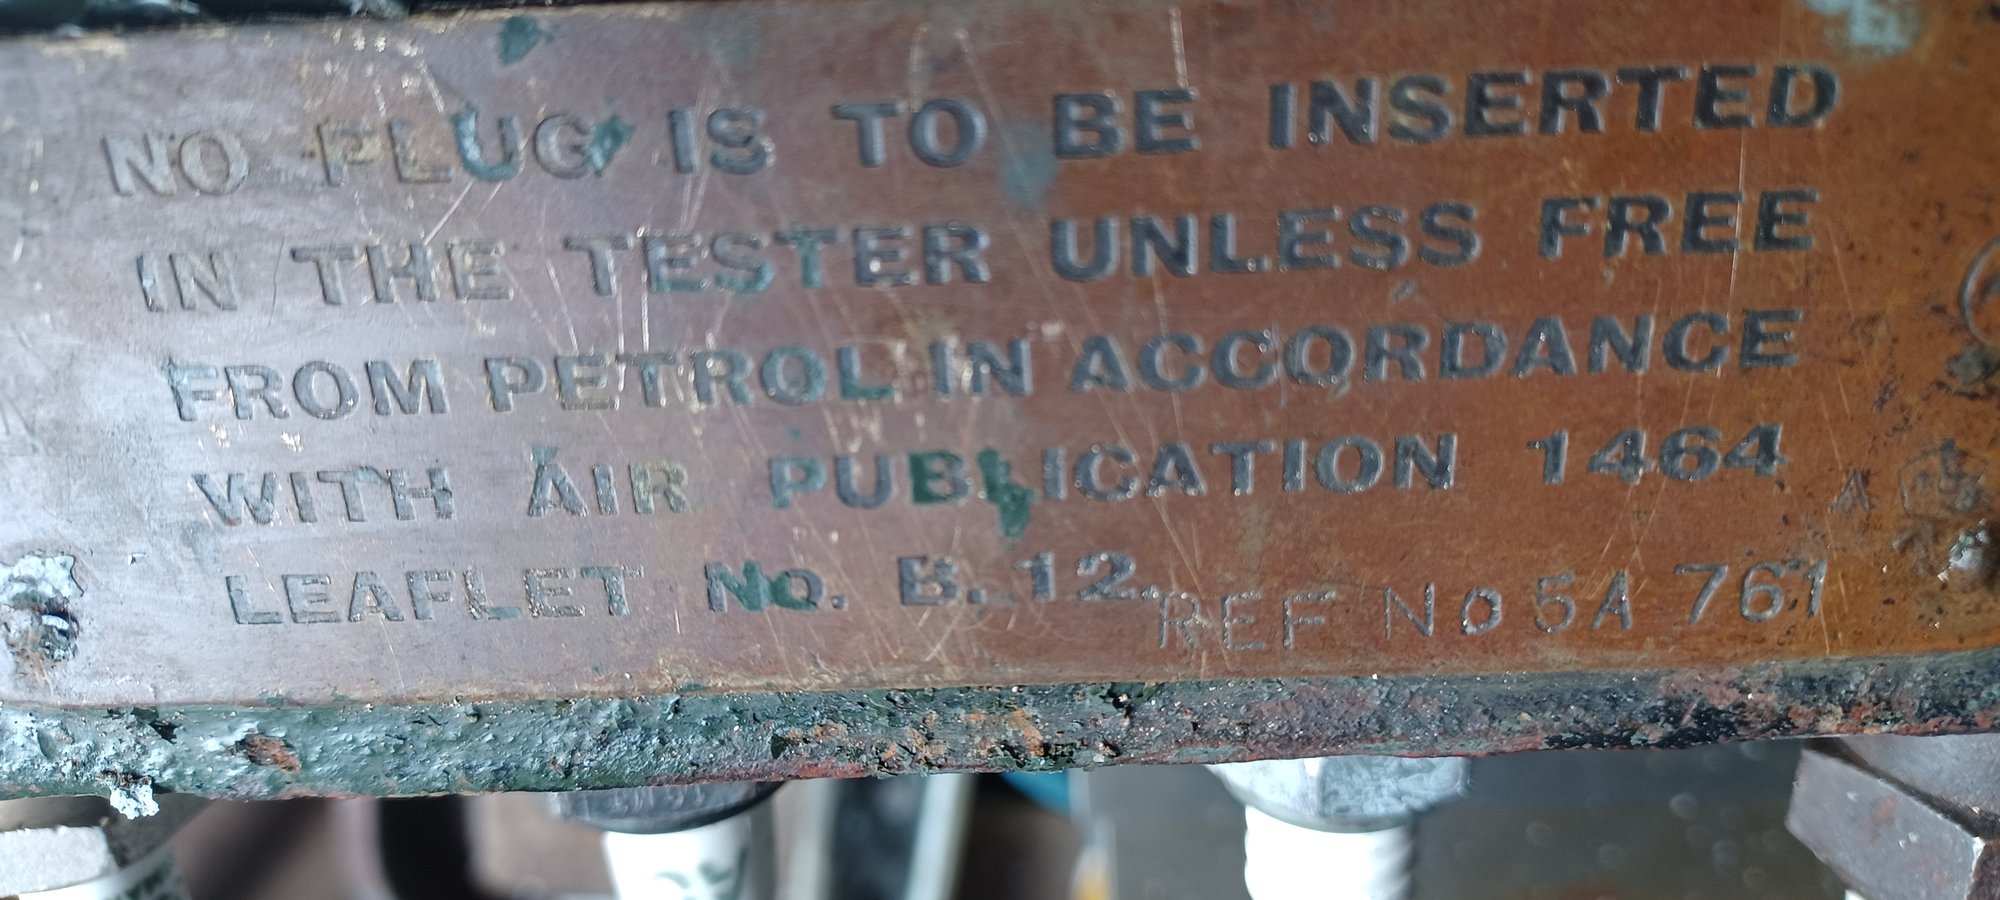 NO PLUG IS TO BE INSERTED
IN THE TESTER UNLESS FREE
FROM PETROL IN ACCORDANCE
WITH AIR PUBLICATION 1464
LEAFLET No. B. 12.
REF No 5A 761